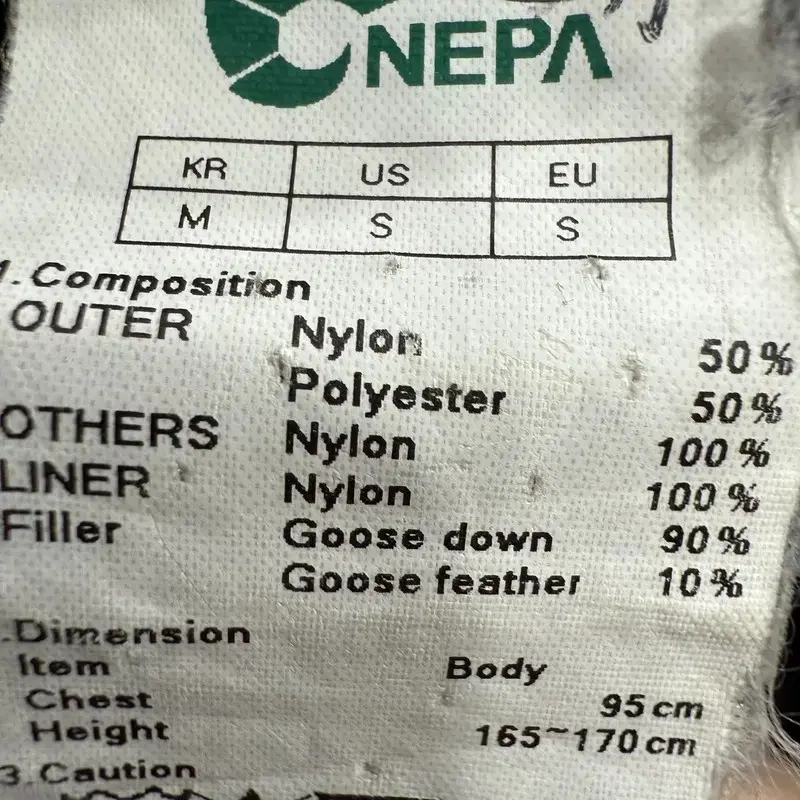 NEPA
KR US EU
M S S
1. Composition
OUTER Nylon 50%
Polyester 50%
OTHERS Nylon 100%
LINER Nylon 100%
Filler Goose down 90%
Goose feather 10%
.Dimension
Item Body
Chest 95cm
Height 165~170cm
3.Caution